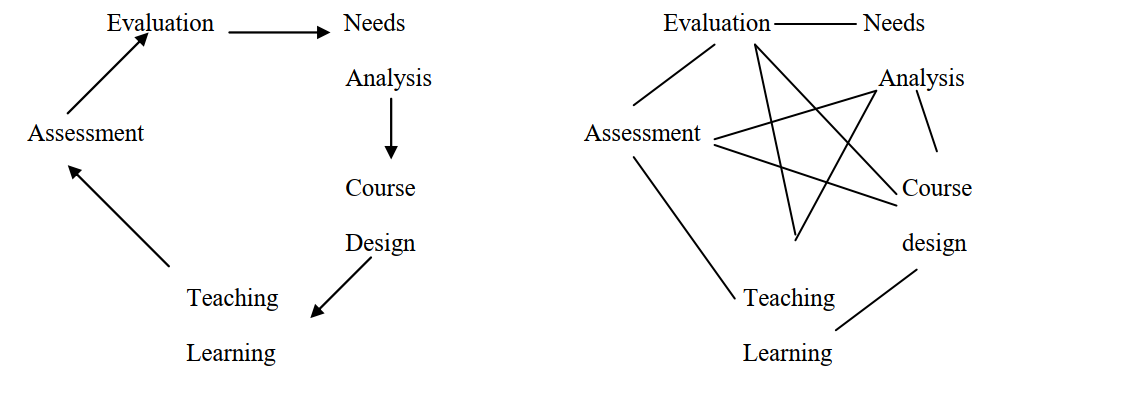 Evaluation
Needs
Analysis
Assessment
Course
Design
Teaching
Learning
Evaluation
Needs
Analysis
Assessment
Course
design
Teaching
Learning